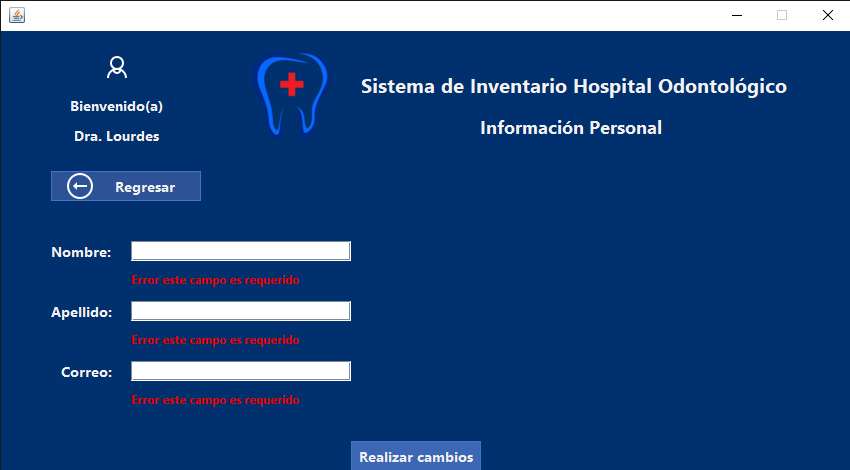 Bienvenido(a)
Dra. Lourdes
Sistema de Inventario Hospital Odontológico
Información Personal
Regresar
Nombre:
Error este campo es requerido
Apellido:
Error este campo es requerido
Correo:
Error este campo es requerido
Realizar cambios